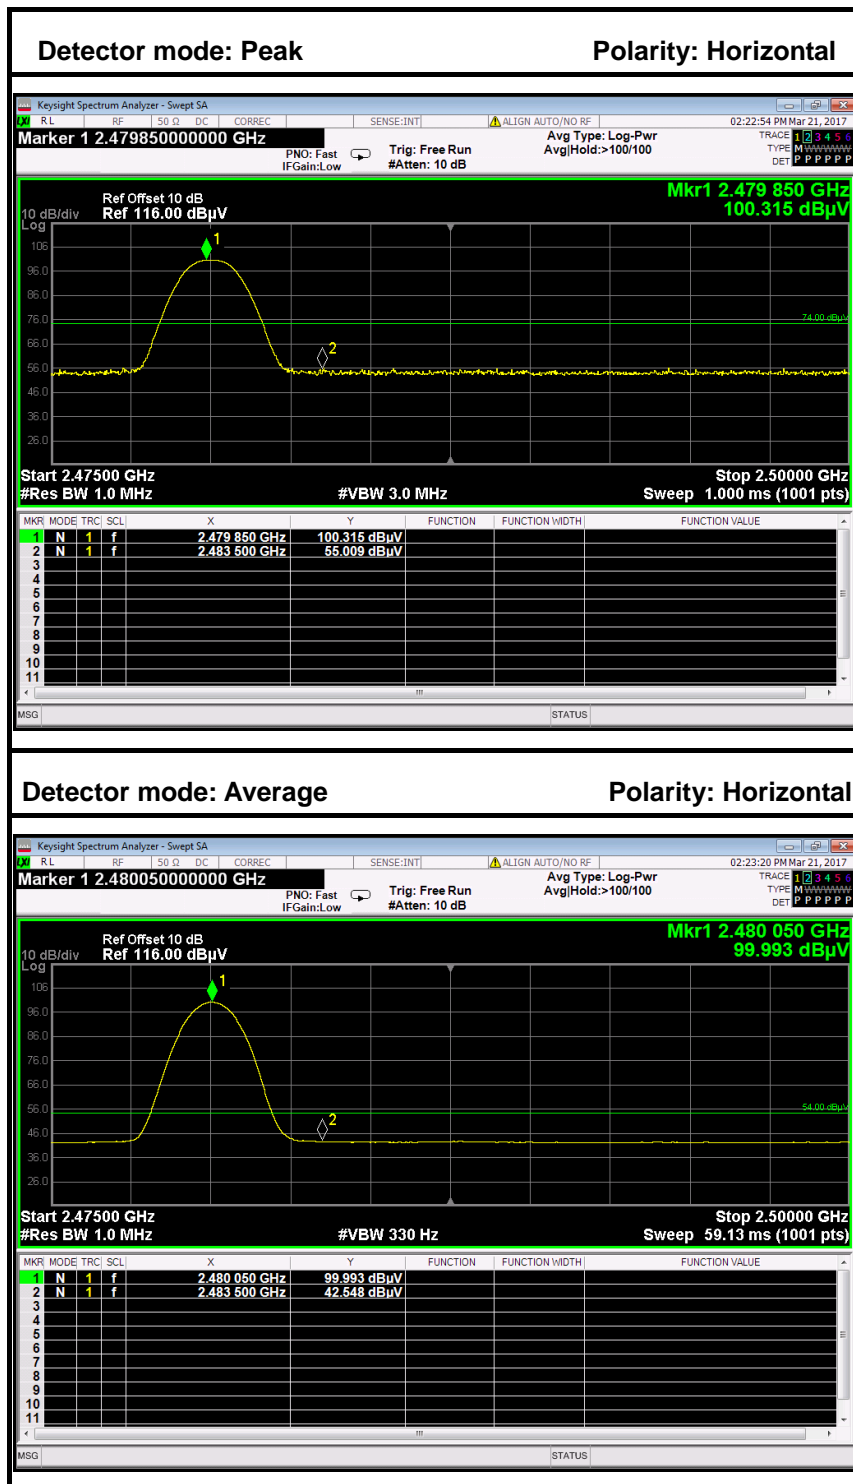 Detector mode: Peak Polarity: Horizontal
Keysight Spectrum Analyzer - Swept SA
LXI RL RF 50 Ω DC CORREC SENSE:INT ALIGN AUTO/NO RF 02:22:54 PM Mar 21, 2017
Marker 1 2.479850000000 GHz Avg Type: Log-Pwr TRACE 1 2 3 4 5 6
PNO: Fast Trig: Free Run Avg|Hold:>100/100 TYPE M WWWWW
IFGain:Low #Atten: 10 dB DET P P P P P P
Mkr1 2.479 850 GHz
Ref Offset 10 dB
10 dB/div Ref 116.00 dBµV 100.315 dBµV
Log
106
1
96.0
86.0
76.0
74.00 dBµV
66.0
2
56.0
46.0
36.0
26.0
Start 2.47500 GHz Stop 2.50000 GHz
#Res BW 1.0 MHz #VBW 3.0 MHz Sweep 1.000 ms (1001 pts)
MKR MODE TRC SCL X Y FUNCTION FUNCTION WIDTH FUNCTION VALUE
1 N 1 f 2.479 850 GHz 100.315 dBµV
2 N 1 f 2.483 500 GHz 55.009 dBµV
3
4
5
6
7
8
9
10
11
MSG STATUS
Detector mode: Average Polarity: Horizontal
Keysight Spectrum Analyzer - Swept SA
LXI RL RF 50 Ω DC CORREC SENSE:INT ALIGN AUTO/NO RF 02:23:20 PM Mar 21, 2017
Marker 1 2.480050000000 GHz Avg Type: Log-Pwr TRACE 1 2 3 4 5 6
PNO: Fast Trig: Free Run Avg|Hold:>100/100 TYPE M WWWWW
IFGain:Low #Atten: 10 dB DET P P P P P P
Mkr1 2.480 050 GHz
Ref Offset 10 dB
10 dB/div Ref 116.00 dBµV 99.993 dBµV
Log
106
1
96.0
86.0
76.0
66.0
56.0
54.00 dBµV
2
46.0
36.0
26.0
Start 2.47500 GHz Stop 2.50000 GHz
#Res BW 1.0 MHz #VBW 330 Hz Sweep 59.13 ms (1001 pts)
MKR MODE TRC SCL X Y FUNCTION FUNCTION WIDTH FUNCTION VALUE
1 N 1 f 2.480 050 GHz 99.993 dBµV
2 N 1 f 2.483 500 GHz 42.548 dBµV
3
4
5
6
7
8
9
10
11
MSG STATUS